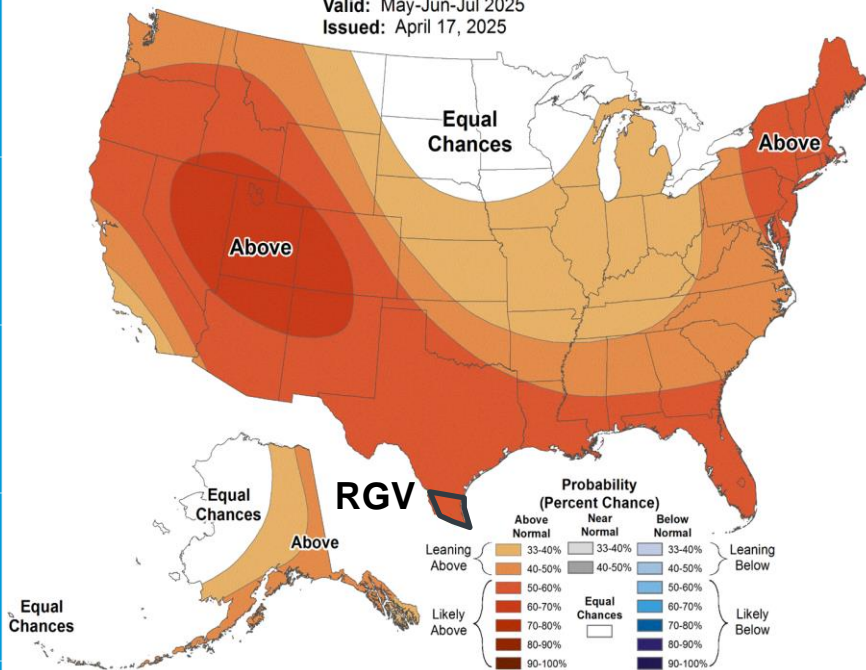 Valid: May-Jun-Jul 2025
Issued: April 17, 2025
Equal
Chances
Above
Above
Equal
Chances
Above
Equal
Chances
RGV
Probability
(Percent Chance)
Above
Normal
Near
Normal
Below
Normal
Leaning
Above
33-40%
33-40%
33-40%
Leaning
Below
40-50%
40-50%
40-50%
Likely
Above
50-60%
60-70%
70-80%
80-90%
90-100%
Equal
Chances
50-60%
60-70%
70-80%
80-90%
90-100%
Likely
Below